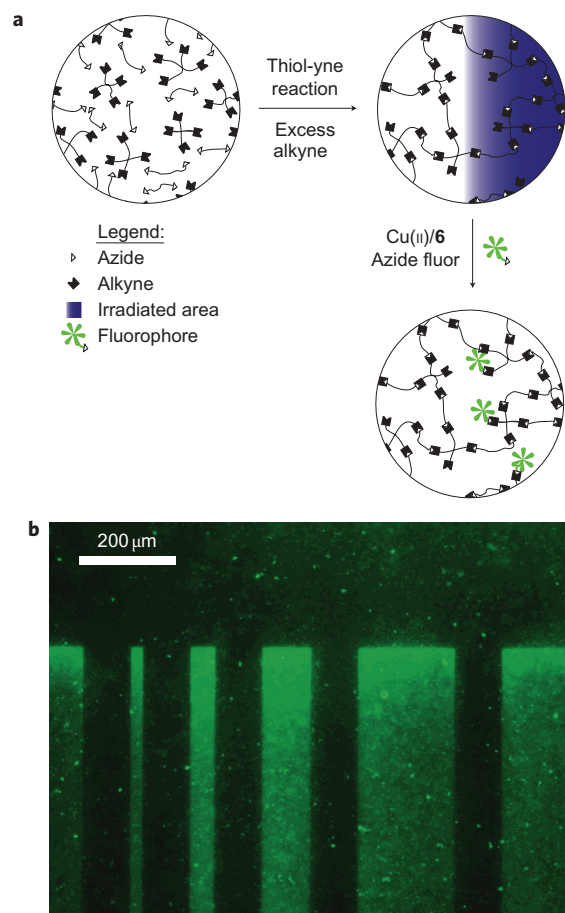 a
Thiol-yne
reaction
Excess
alkyne
Legend:
Azide
Alkyne
Irradiated area
Fluorophore
Cu(II)/6
Azide fluor
b
200 μm